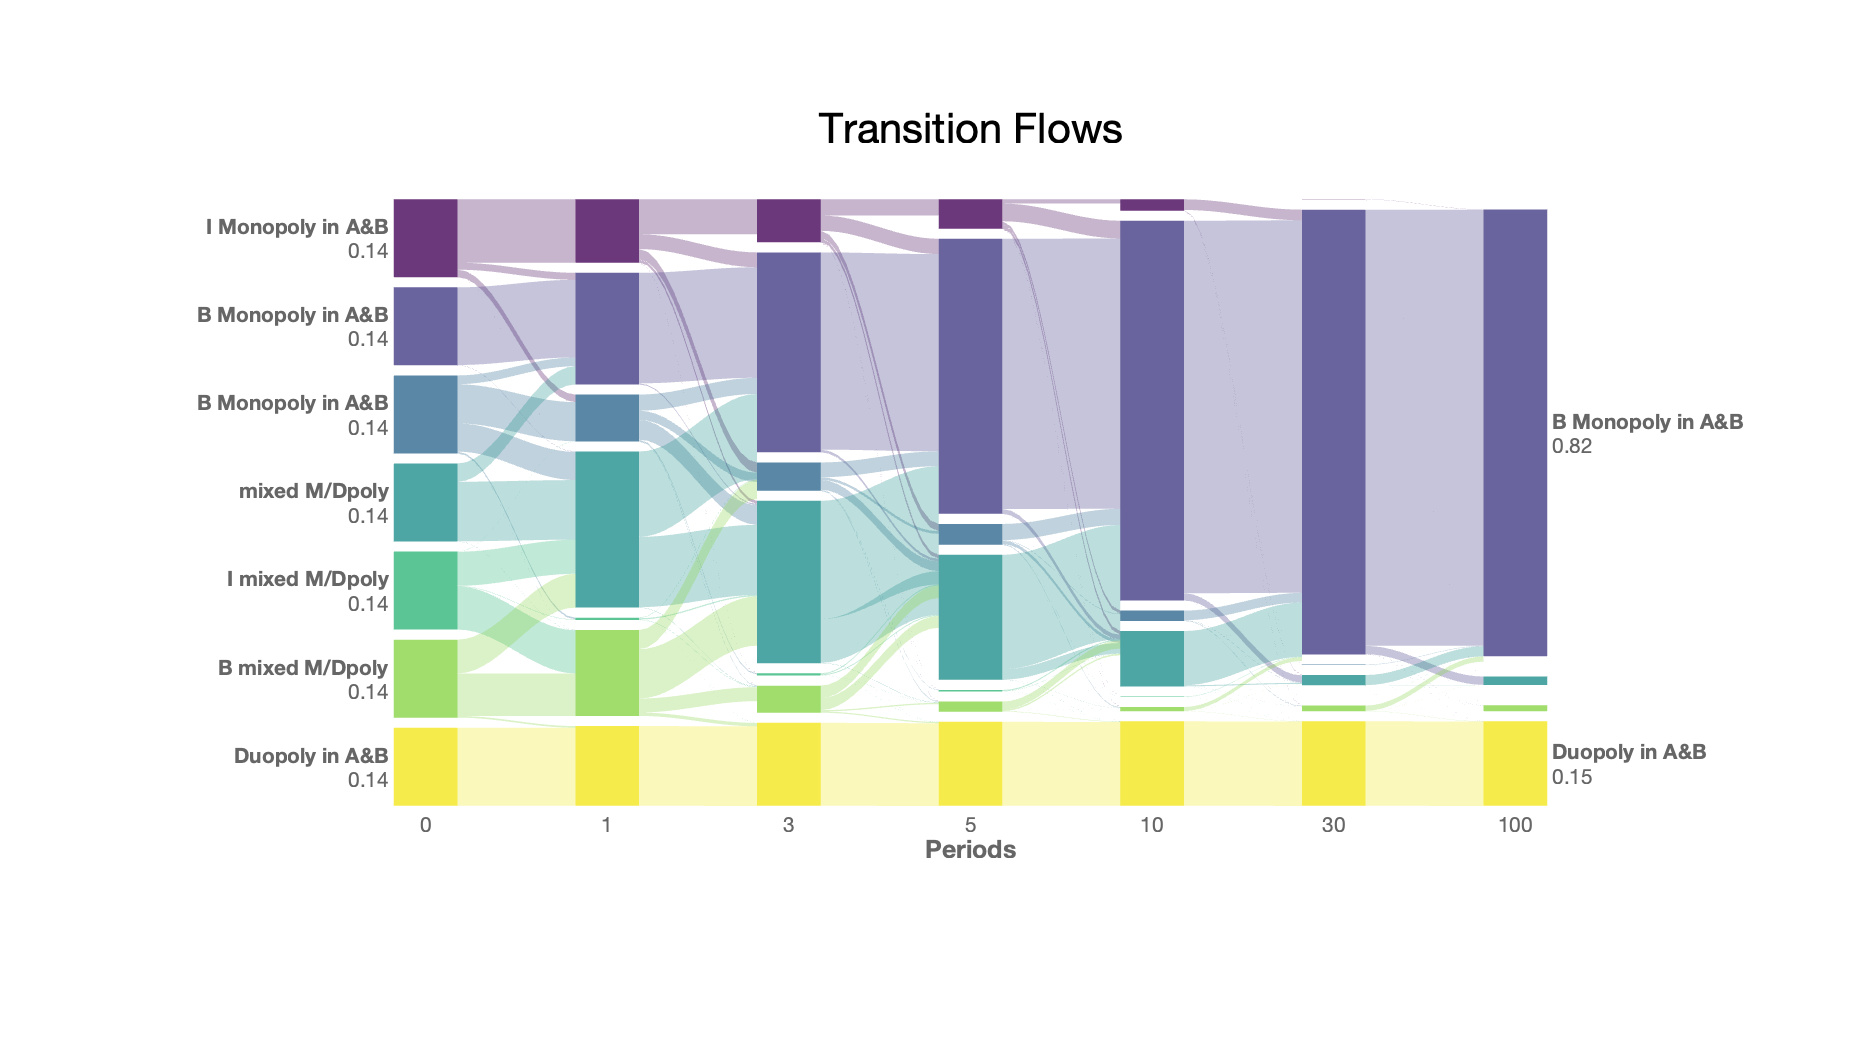 Transition Flows
I Monopoly in A&B
0.14
B Monopoly in A&B
0.14
B Monopoly in A&B
0.14
mixed M/Dpoly
0.14
I mixed M/Dpoly
0.14
B mixed M/Dpoly
0.14
Duopoly in A&B
0.14
B Monopoly in A&B
0.82
Duopoly in A&B
0.15
0 1 3 5 10 30 100
Periods